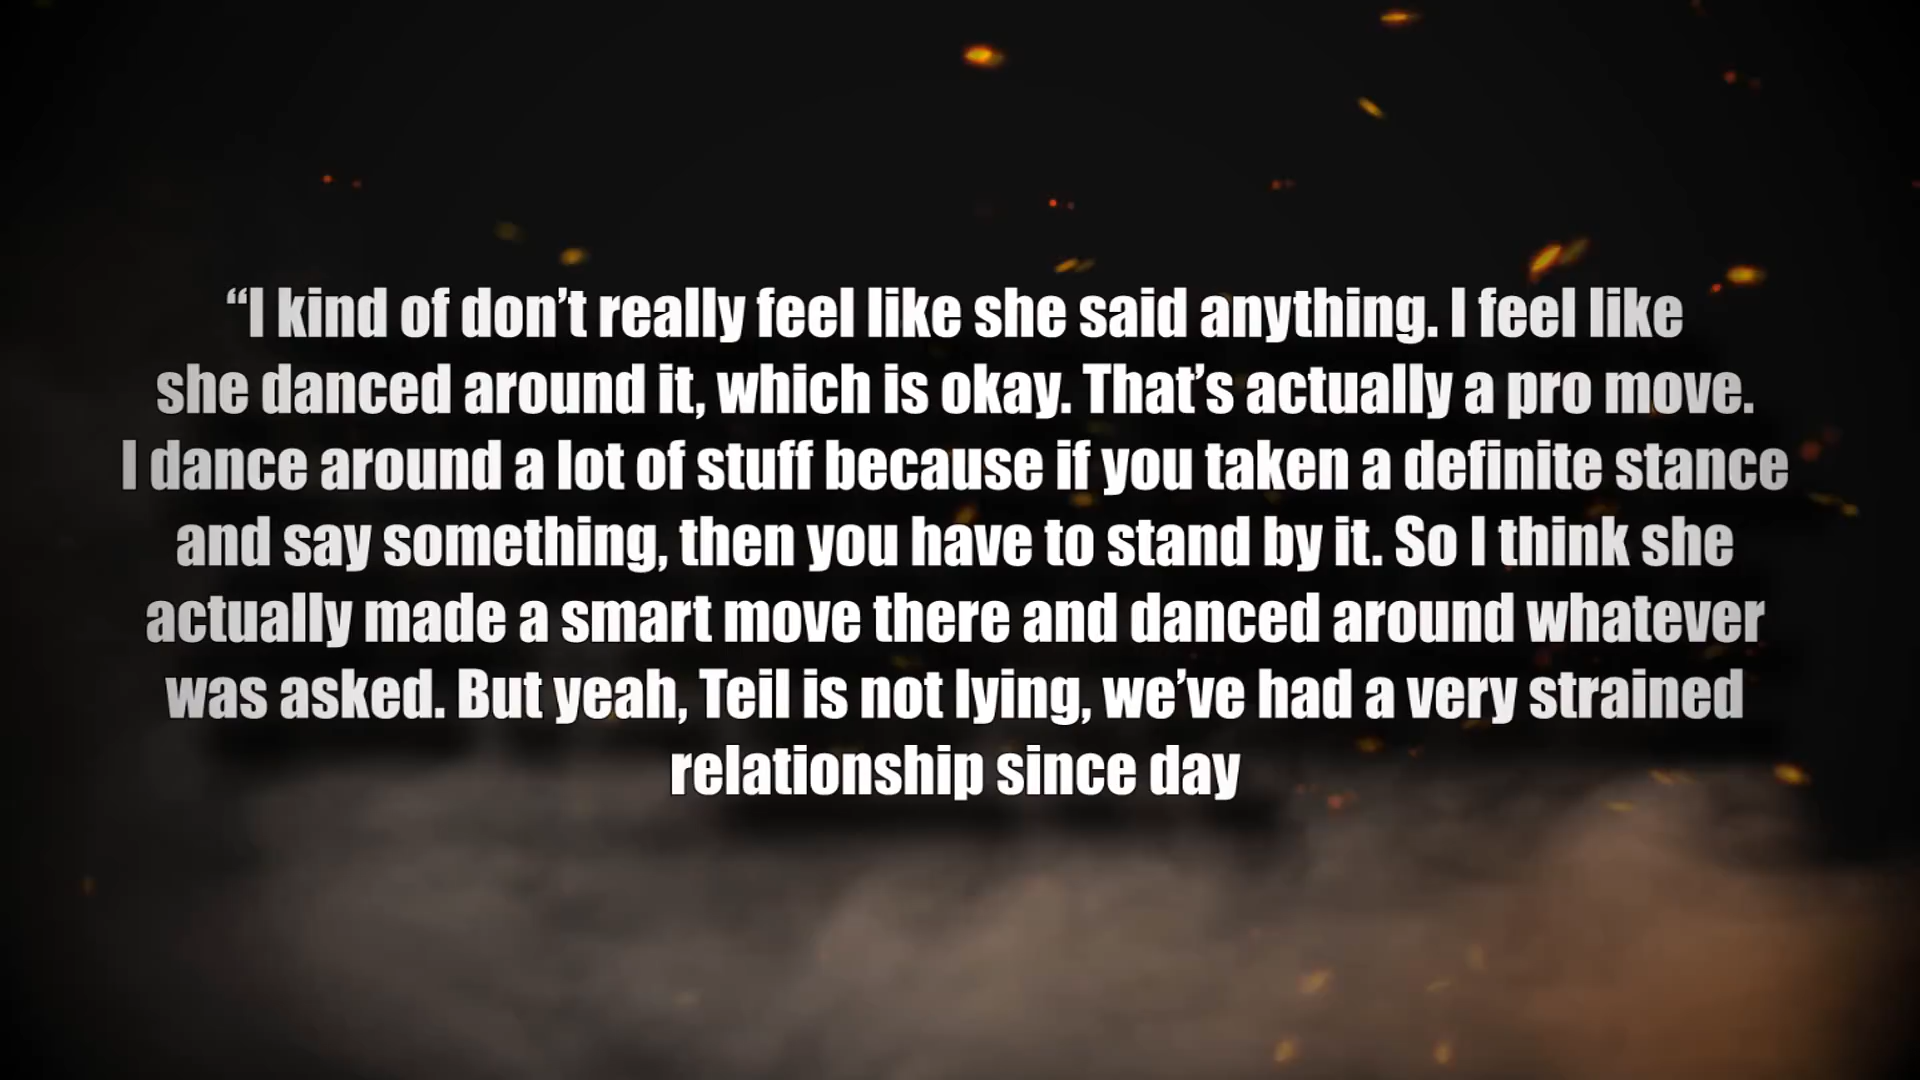 “I kind of don’t really feel like she said anything. I feel like
she danced around it, which is okay. That’s actually a pro move.
I dance around a lot of stuff because if you taken a definite stance
and say something, then you have to stand by it. So I think she
actually made a smart move there and danced around whatever
was asked. But yeah, Teil is not lying, we’ve had a very strained
relationship since day